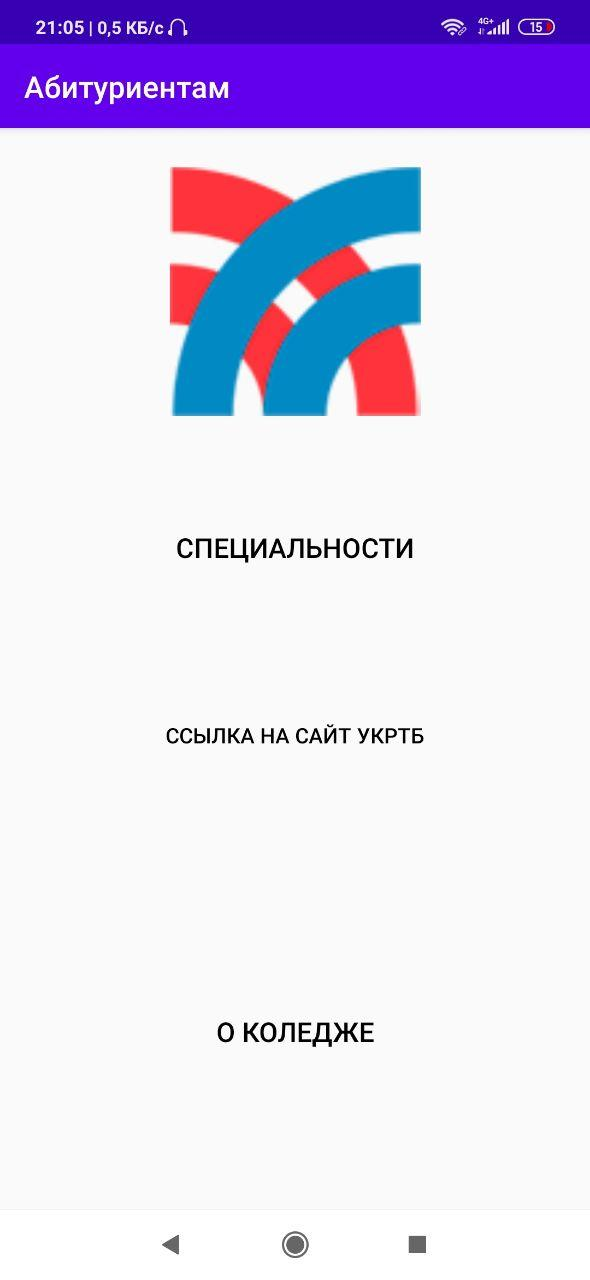 21:05 | 0,5 КБ/с 4G+ 15
Абитуриентам
СПЕЦИАЛЬНОСТИ
ССЫЛКА НА САЙТ УКРТБ
О КОЛЕДЖЕ